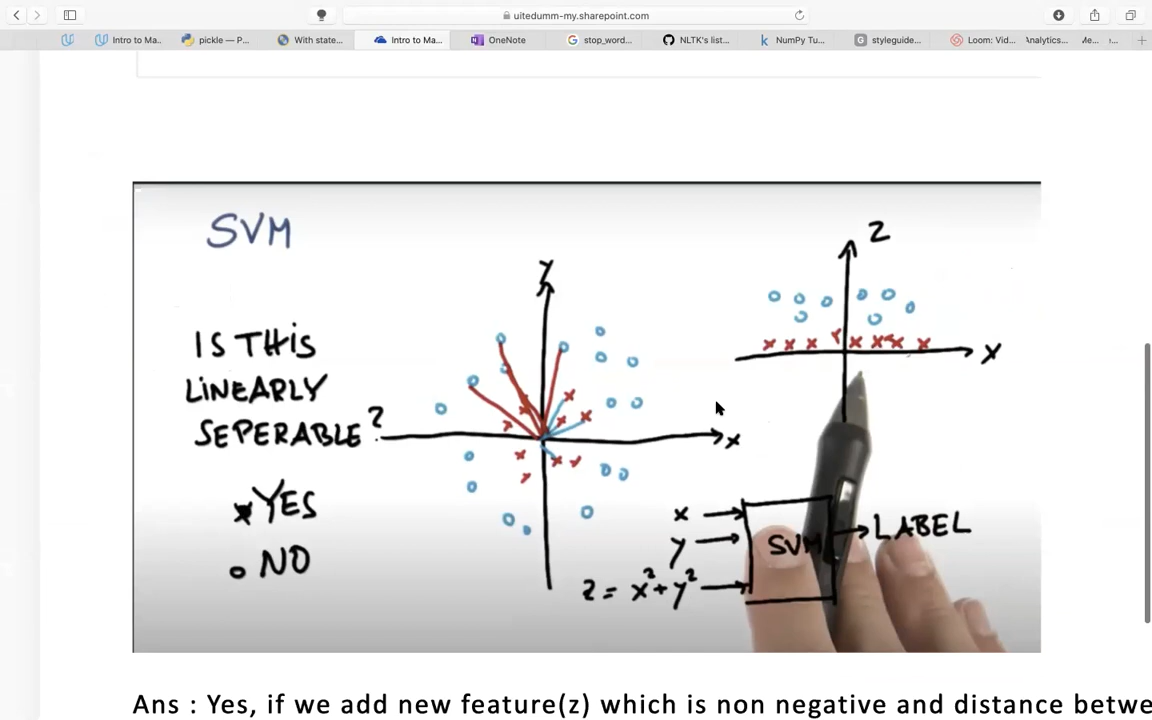 uitedumm-my.sharepoint.com
Intro to Ma..
pickle — P...
With state...
Intro to Ma...
OneNote
stop_word...
NLTK's list...
NumPy Tu...
styleguide...
Loom: Vid...
Analytics...
SVM
IS THIS
LINEARLY
SEPERABLE?
YES
NO
Y
x
Z
x
x
y
z = x²+y²
SVM
LABEL
Ans : Yes, if we add new feature(z) which is non negative and distance betwe